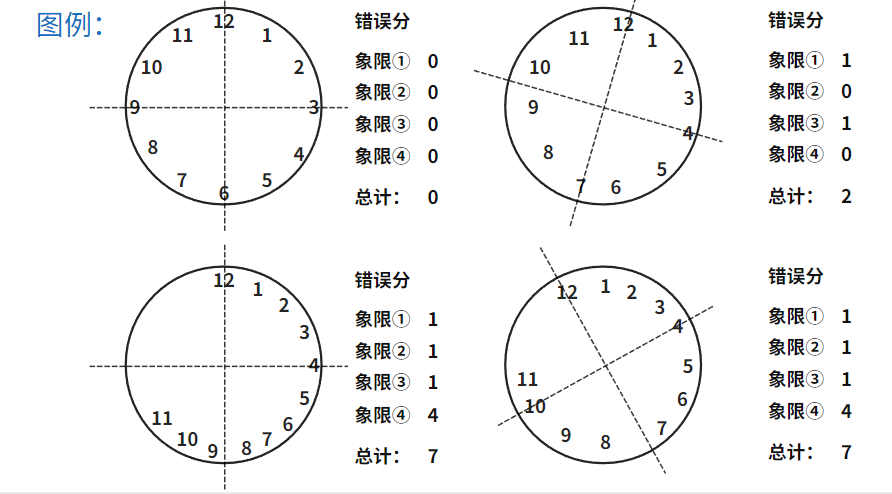 图例：
12
11 1
10 2
9 3
8 4
7 5
6
错误分
象限① 0
象限② 0
象限③ 0
象限④ 0
总计： 0
12
11 1
10 2
9 3
8 4
7 6 5
错误分
象限① 1
象限② 0
象限③ 1
象限④ 0
总计： 2
12 1
2
3
4
11 5
10 6
9 8 7
错误分
象限① 1
象限② 1
象限③ 1
象限④ 4
总计： 7
12 1 2
3
4
11 5
10 6
9 8 7
错误分
象限① 1
象限② 1
象限③ 1
象限④ 4
总计： 7